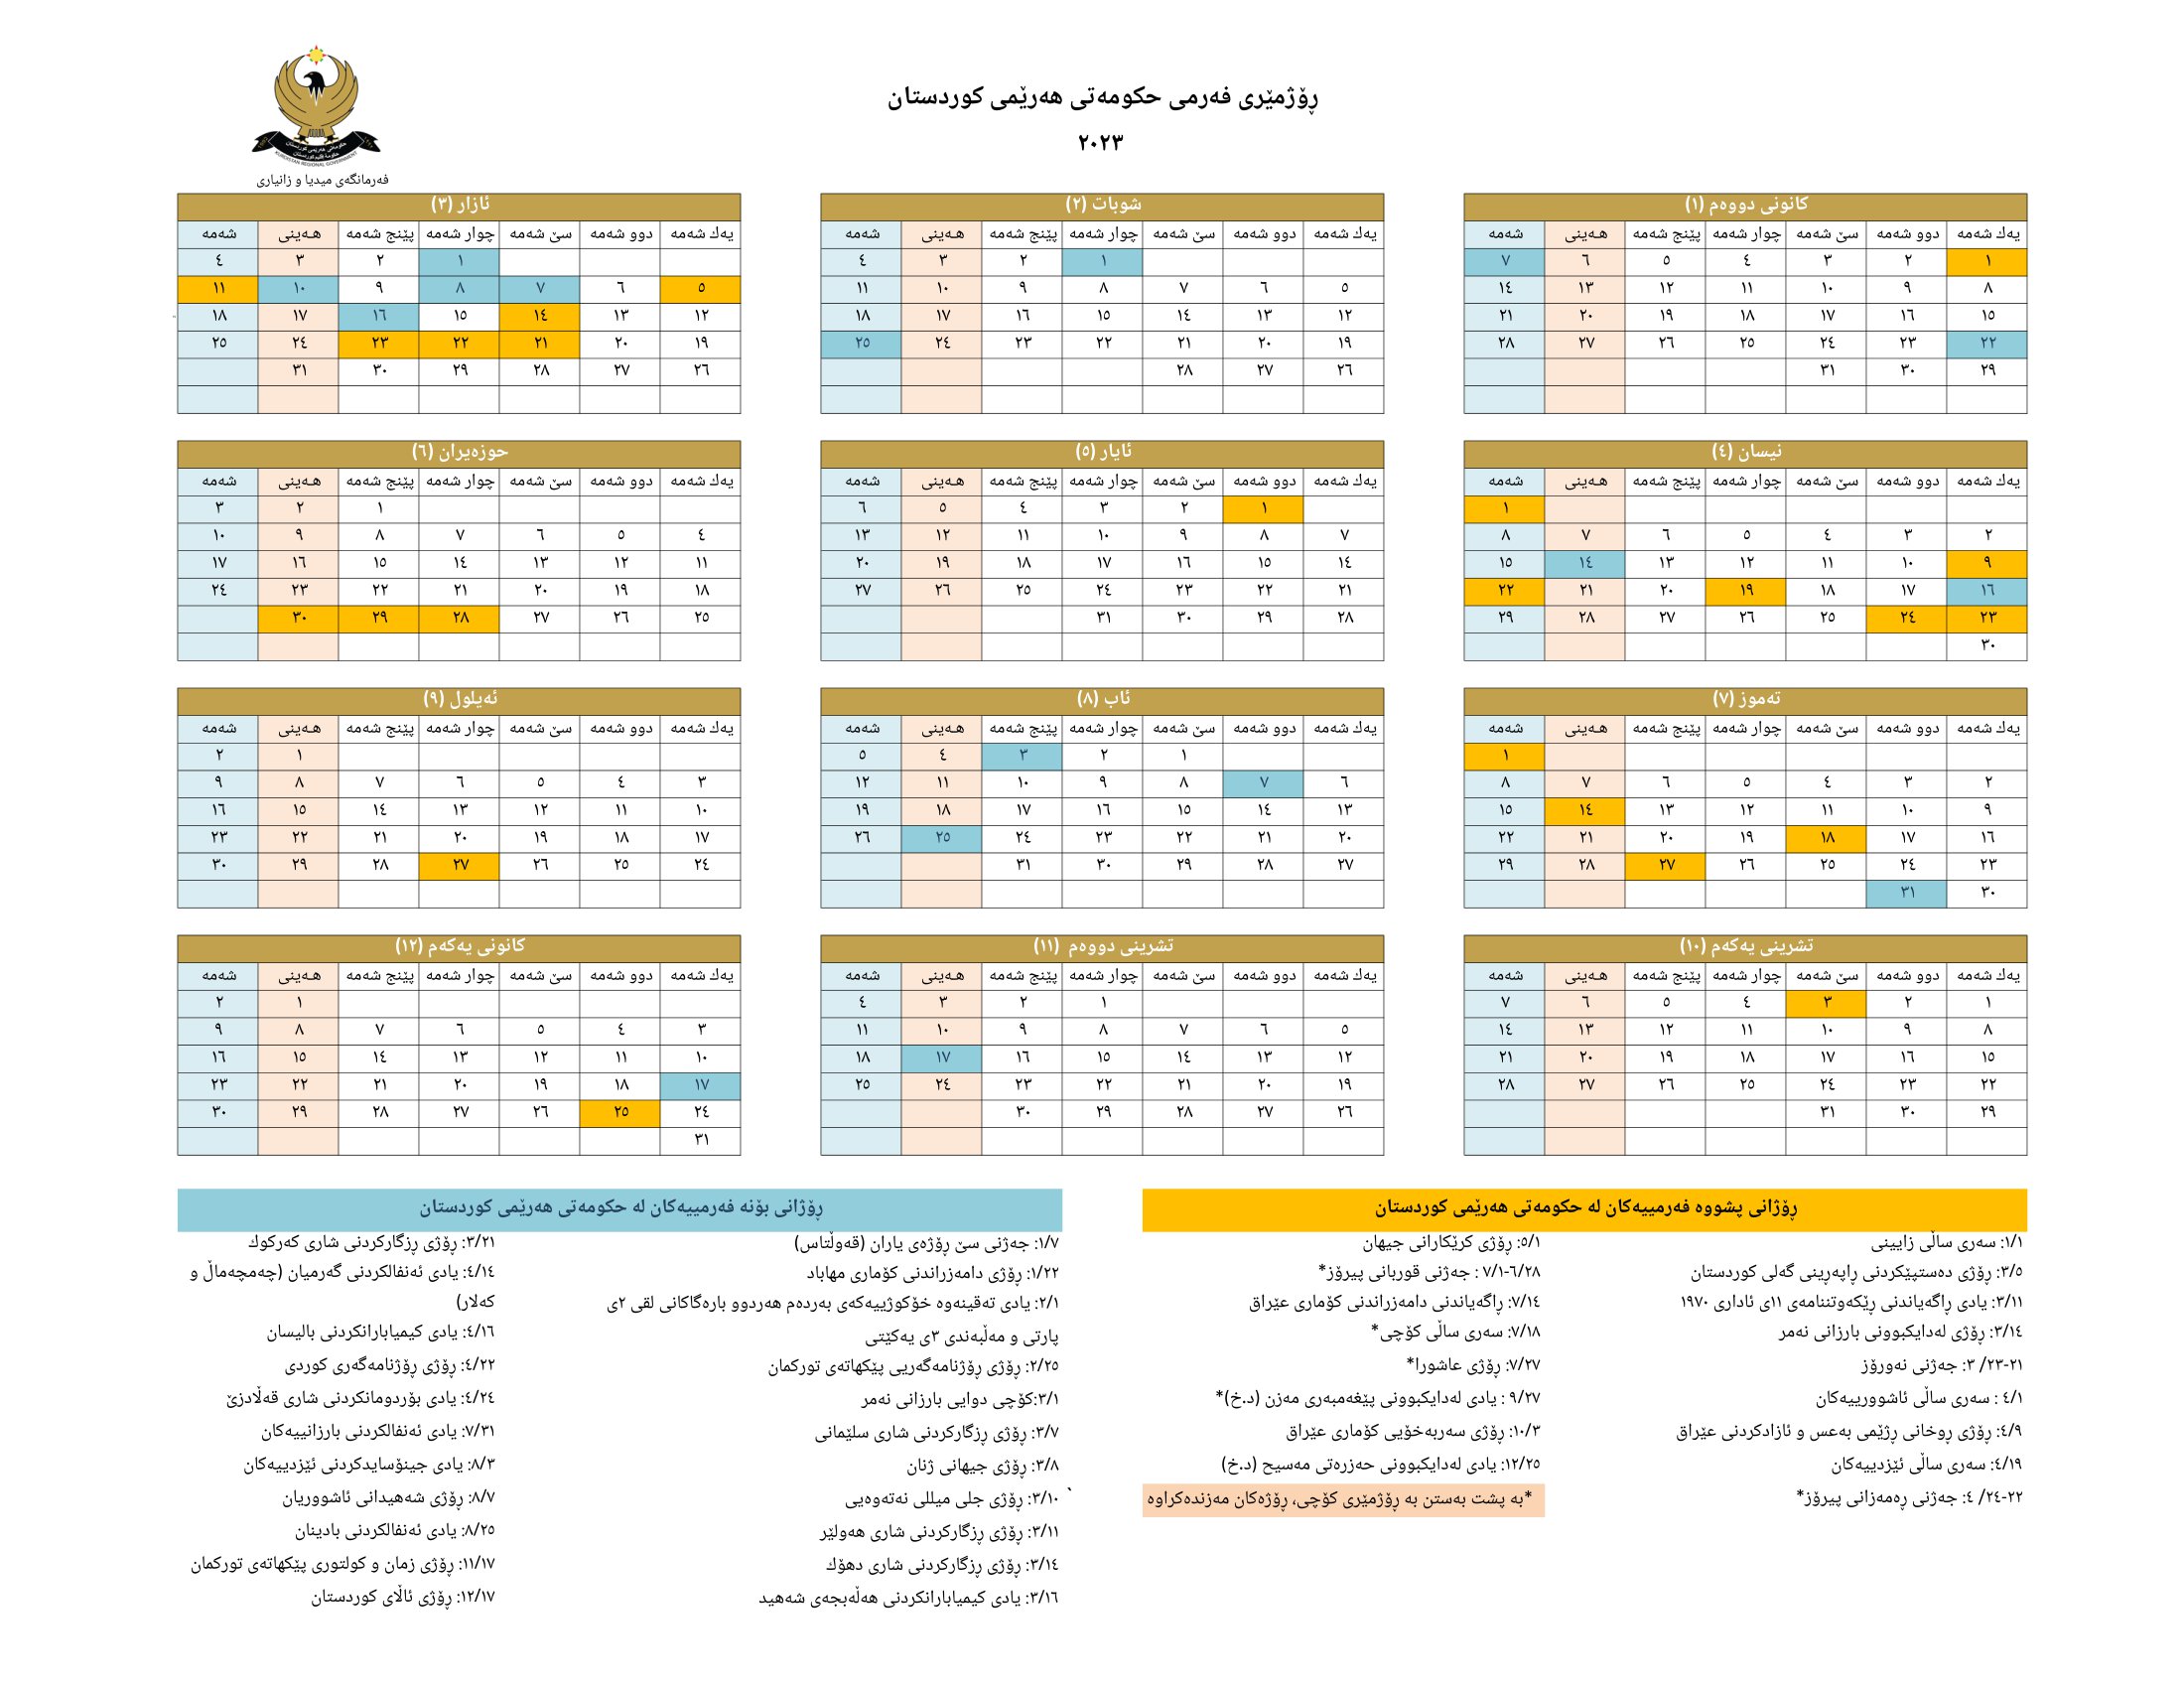 ڕۆژمێری فەرمی حکومەتی هەرێمی کوردستان
٢٠٢٣
حکومەتی هەرێمی کوردستان
حكومة إقليم كوردستان
KURDISTAN REGIONAL GOVERNMENT
فەرمانگەی میدیا و زانیاری
کانونی دووەم (١)
یەك شەمە دوو شەمە سێ شەمە چوار شەمە پێنج شەمە هـەینی شەمە
١ ٢ ٣ ٤ ٥ ٦ ٧
٨ ٩ ١٠ ١١ ١٢ ١٣ ١٤
١٥ ١٦ ١٧ ١٨ ١٩ ٢٠ ٢١
٢٢ ٢٣ ٢٤ ٢٥ ٢٦ ٢٧ ٢٨
٢٩ ٣٠ ٣١
شوبات (٢)
یەك شەمە دوو شەمە سێ شەمە چوار شەمە پێنج شەمە هـەینی شەمە
١ ٢ ٣ ٤
٥ ٦ ٧ ٨ ٩ ١٠ ١١
١٢ ١٣ ١٤ ١٥ ١٦ ١٧ ١٨
١٩ ٢٠ ٢١ ٢٢ ٢٣ ٢٤ ٢٥
٢٦ ٢٧ ٢٨
ئازار (٣)
یەك شەمە دوو شەمە سێ شەمە چوار شەمە پێنج شەمە هـەینی شەمە
١ ٢ ٣ ٤
٥ ٦ ٧ ٨ ٩ ١٠ ١١
١٢ ١٣ ١٤ ١٥ ١٦ ١٧ ١٨
١٩ ٢٠ ٢١ ٢٢ ٢٣ ٢٤ ٢٥
٢٦ ٢٧ ٢٨ ٢٩ ٣٠ ٣١
نیسان (٤)
یەك شەمە دوو شەمە سێ شەمە چوار شەمە پێنج شەمە هـەینی شەمە
١
٢ ٣ ٤ ٥ ٦ ٧ ٨
٩ ١٠ ١١ ١٢ ١٣ ١٤ ١٥
١٦ ١٧ ١٨ ١٩ ٢٠ ٢١ ٢٢
٢٣ ٢٤ ٢٥ ٢٦ ٢٧ ٢٨ ٢٩
٣٠
ئایار (٥)
یەك شەمە دوو شەمە سێ شەمە چوار شەمە پێنج شەمە هـەینی شەمە
١ ٢ ٣ ٤ ٥ ٦
٧ ٨ ٩ ١٠ ١١ ١٢ ١٣
١٤ ١٥ ١٦ ١٧ ١٨ ١٩ ٢٠
٢١ ٢٢ ٢٣ ٢٤ ٢٥ ٢٦ ٢٧
٢٨ ٢٩ ٣٠ ٣١
حوزەیران (٦)
یەك شەمە دوو شەمە سێ شەمە چوار شەمە پێنج شەمە هـەینی شەمە
١ ٢ ٣
٤ ٥ ٦ ٧ ٨ ٩ ١٠
١١ ١٢ ١٣ ١٤ ١٥ ١٦ ١٧
١٨ ١٩ ٢٠ ٢١ ٢٢ ٢٣ ٢٤
٢٥ ٢٦ ٢٧ ٢٨ ٢٩ ٣٠
تەموز (٧)
یەك شەمە دوو شەمە سێ شەمە چوار شەمە پێنج شەمە هـەینی شەمە
١
٢ ٣ ٤ ٥ ٦ ٧ ٨
٩ ١٠ ١١ ١٢ ١٣ ١٤ ١٥
١٦ ١٧ ١٨ ١٩ ٢٠ ٢١ ٢٢
٢٣ ٢٤ ٢٥ ٢٦ ٢٧ ٢٨ ٢٩
٣٠ ٣١
ئاب (٨)
یەك شەمە دوو شەمە سێ شەمە چوار شەمە پێنج شەمە هـەینی شەمە
١ ٢ ٣ ٤ ٥
٦ ٧ ٨ ٩ ١٠ ١١ ١٢
١٣ ١٤ ١٥ ١٦ ١٧ ١٨ ١٩
٢٠ ٢١ ٢٢ ٢٣ ٢٤ ٢٥ ٢٦
٢٧ ٢٨ ٢٩ ٣٠ ٣١
ئەیلول (٩)
یەك شەمە دوو شەمە سێ شەمە چوار شەمە پێنج شەمە هـەینی شەمە
١ ٢
٣ ٤ ٥ ٦ ٧ ٨ ٩
١٠ ١١ ١٢ ١٣ ١٤ ١٥ ١٦
١٧ ١٨ ١٩ ٢٠ ٢١ ٢٢ ٢٣
٢٤ ٢٥ ٢٦ ٢٧ ٢٨ ٢٩ ٣٠
تشرینی یەکەم (١٠)
یەك شەمە دوو شەمە سێ شەمە چوار شەمە پێنج شەمە هـەینی شەمە
١ ٢ ٣ ٤ ٥ ٦ ٧
٨ ٩ ١٠ ١١ ١٢ ١٣ ١٤
١٥ ١٦ ١٧ ١٨ ١٩ ٢٠ ٢١
٢٢ ٢٣ ٢٤ ٢٥ ٢٦ ٢٧ ٢٨
٢٩ ٣٠ ٣١
تشرینی دووەم (١١)
یەك شەمە دوو شەمە سێ شەمە چوار شەمە پێنج شەمە هـەینی شەمە
١ ٢ ٣ ٤
٥ ٦ ٧ ٨ ٩ ١٠ ١١
١٢ ١٣ ١٤ ١٥ ١٦ ١٧ ١٨
١٩ ٢٠ ٢١ ٢٢ ٢٣ ٢٤ ٢٥
٢٦ ٢٧ ٢٨ ٢٩ ٣٠
کانونی یەکەم (١٢)
یەك شەمە دوو شەمە سێ شەمە چوار شەمە پێنج شەمە هـەینی شەمە
١ ٢
٣ ٤ ٥ ٦ ٧ ٨ ٩
١٠ ١١ ١٢ ١٣ ١٤ ١٥ ١٦
١٧ ١٨ ١٩ ٢٠ ٢١ ٢٢ ٢٣
٢٤ ٢٥ ٢٦ ٢٧ ٢٨ ٢٩ ٣٠
٣١
ڕۆژانی پشووە فەرمییەکان لە حکومەتی هەرێمی کوردستان
١/١: سەری ساڵی زایینی
٣/٥: ڕۆژی دەستپێکردنی ڕاپەڕینی گەلی کوردستان
٣/١١: یادی ڕاگەیاندنی ڕێکەوتننامەی ١١ی ئاداری ١٩٧٠
٣/١٤: ڕۆژی لەدایکبوونی بارزانی نەمر
٢١-٢٣/ ٣: جەژنی نەورۆز
٤/١ : سەری ساڵی ئاشوورییەکان
٤/٩: ڕۆژی ڕوخانی ڕژێمی بەعس و ئازادکردنی عێراق
٤/١٩: سەری ساڵی ئێزدییەکان
٢٢-٢٤/ ٤: جەژنی ڕەمەزانی پیرۆز*
٥/١: ڕۆژی کرێکارانی جیهان
٦/٢٨-٧/١ : جەژنی قوربانی پیرۆز*
٧/١٤: ڕاگەیاندنی دامەزراندنی کۆماری عێراق
٧/١٨: سەری ساڵی کۆچی*
٧/٢٧: ڕۆژی عاشورا*
٩/٢٧ : یادی لەدایکبوونی پێغەمبەری مەزن (د.خ)*
١٠/٣: ڕۆژی سەربەخۆیی کۆماری عێراق
١٢/٢٥: یادی لەدایکبوونی حەزرەتی مەسیح (د.خ)
*بە پشت بەستن بە ڕۆژمێری کۆچی، ڕۆژەکان مەزندەکراوە
ڕۆژانی بۆنە فەرمییەکان لە حکومەتی هەرێمی کوردستان
١/٧: جەژنی سێ ڕۆژەی یاران (قەوڵتاس)
١/٢٢: ڕۆژی دامەزراندنی کۆماری مهاباد
٢/١: یادی تەقینەوە خۆکوژییەکەی بەردەم هەردوو بارەگاکانی لقی ٢ی
پارتی و مەڵبەندی ٣ی یەکێتی
٢/٢٥: ڕۆژی ڕۆژنامەگەریی پێکهاتەی تورکمان
٣/١:کۆچی دوایی بارزانی نەمر
٣/٧: ڕۆژی ڕزگارکردنی شاری سلێمانی
٣/٨: ڕۆژی جیهانی ژنان
٣/١٠: ڕۆژی جلی میللی نەتەوەیی
٣/١١: ڕۆژی ڕزگارکردنی شاری هەولێر
٣/١٤: ڕۆژی ڕزگارکردنی شاری دهۆك
٣/١٦: یادی کیمیابارانکردنی هەڵەبجەی شەهید
٣/٢١: ڕۆژی ڕزگارکردنی شاری کەرکوك
٤/١٤: یادی ئەنفالکردنی گەرمیان (چەمچەماڵ و
کەلار)
٤/١٦: یادی کیمیابارانکردنی بالیسان
٤/٢٢: ڕۆژی ڕۆژنامەگەری کوردی
٤/٢٤: یادی بۆردومانکردنی شاری قەڵادزێ
٧/٣١: یادی ئەنفالکردنی بارزانییەکان
٨/٣: یادی جینۆسایدکردنی ئێزدییەکان
٨/٧: ڕۆژی شەهیدانی ئاشووریان
٨/٢٥: یادی ئەنفالکردنی بادینان
١١/١٧: ڕۆژی زمان و کولتوری پێکهاتەی تورکمان
١٢/١٧: ڕۆژی ئاڵای کوردستان